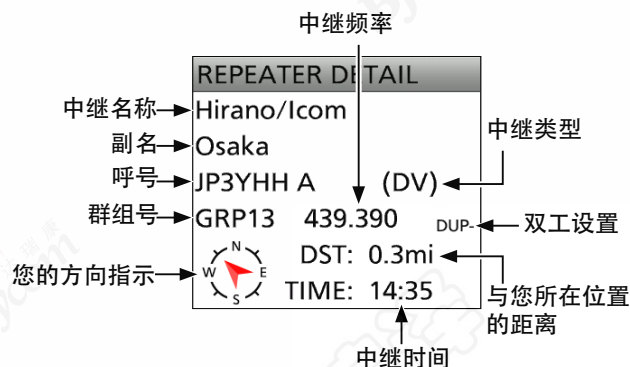 中继频率
REPEATER DETAIL
中继名称
Hirano/Icom
副名
Osaka
中继类型
呼号
JP3YHH A (DV)
群组号
GRP13 439.390 DUP-
双工设置
您的方向指示
N
W E
S
DST: 0.3mi
TIME: 14:35
与您所在位置
的距离
中继时间